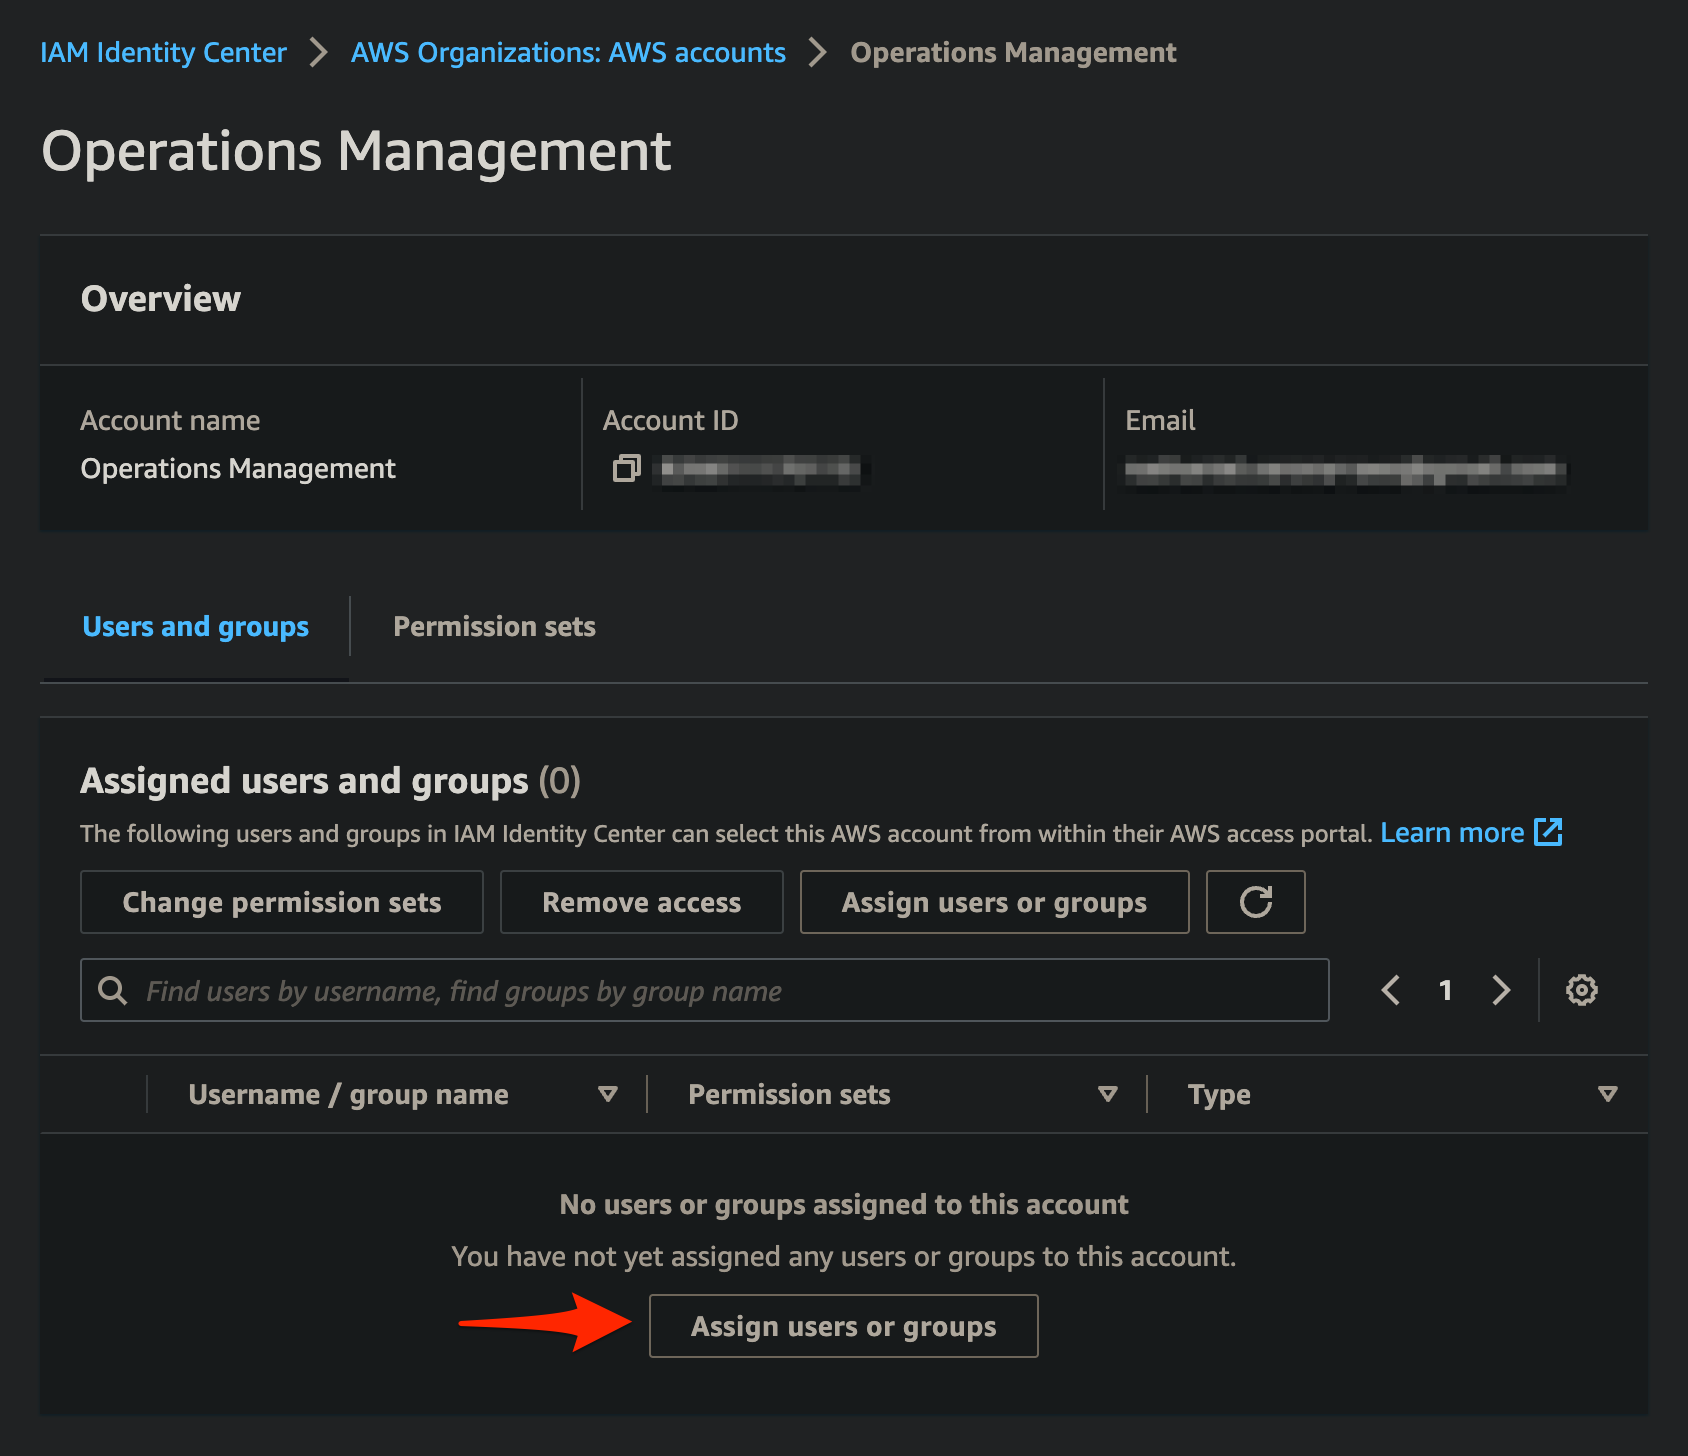 IAM Identity Center > AWS Organizations: AWS accounts > Operations Management
Operations Management
Overview
Account name
Operations Management
Account ID
Email
Users and groups
Permission sets
Assigned users and groups (0)
The following users and groups in IAM Identity Center can select this AWS account from within their AWS access portal. Learn more
Change permission sets
Remove access
Assign users or groups
Find users by username, find groups by group name
1
Username / group name
Permission sets
Type
No users or groups assigned to this account
You have not yet assigned any users or groups to this account.
Assign users or groups